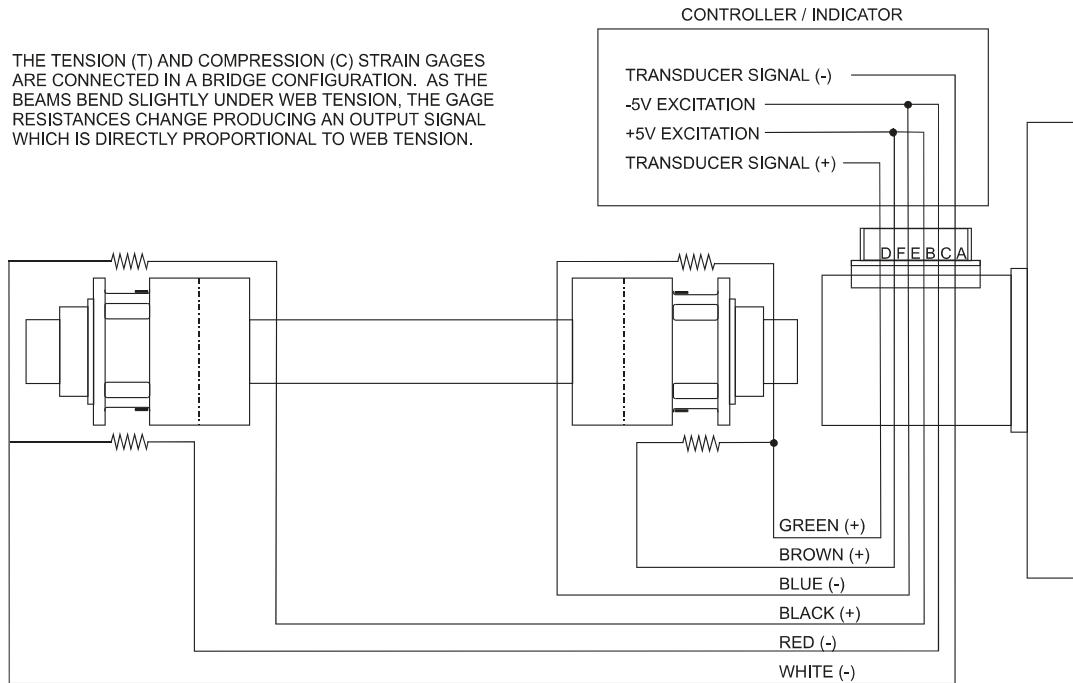 CONTROLLER / INDICATOR
THE TENSION (T) AND COMPRESSION (C) STRAIN GAGES
ARE CONNECTED IN A BRIDGE CONFIGURATION. AS THE
BEAMS BEND SLIGHTLY UNDER WEB TENSION, THE GAGE
RESISTANCES CHANGE PRODUCING AN OUTPUT SIGNAL
WHICH IS DIRECTLY PROPORTIONAL TO WEB TENSION.
TRANSDUCER SIGNAL (-)
-5V EXCITATION
+5V EXCITATION
TRANSDUCER SIGNAL (+)
D F E B C A
GREEN (+)
BROWN (+)
BLUE (-)
BLACK (+)
RED (-)
WHITE (-)